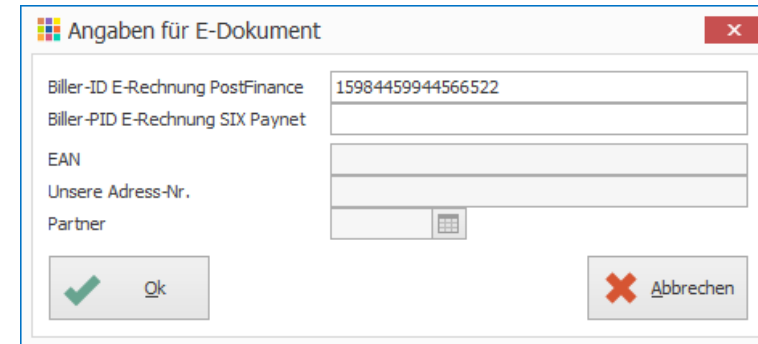 Angaben für E-Dokument
Biller-ID E-Rechnung PostFinance 15984459944566522
Biller-PID E-Rechnung SIX Paynet
EAN
Unsere Adress-Nr.
Partner
Ok Abbrechen